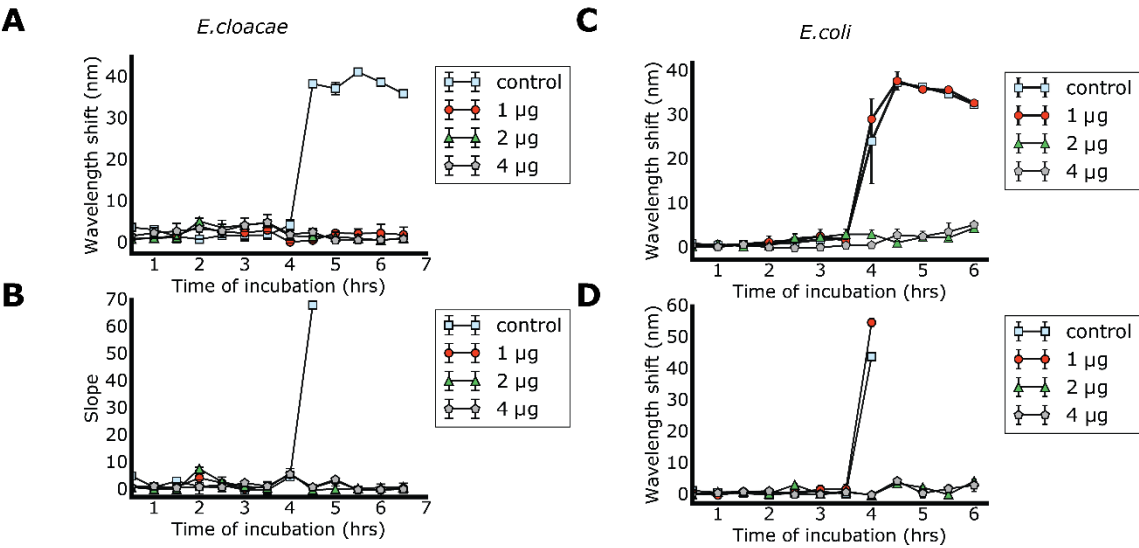 A
E.cloacae
Wavelength shift (nm)
40
30
20
10
0
1 2 3 4 5 6 7
Time of incubation (hrs)
control
1 µg
2 µg
4 µg
B
Slope
70
60
50
40
30
20
10
0
1 2 3 4 5 6 7
Time of incubation (hrs)
control
1 µg
2 µg
4 µg
C
E.coli
Wavelength shift (nm)
40
30
20
10
0
1 2 3 4 5 6
Time of incubation (hrs)
control
1 µg
2 µg
4 µg
D
Wavelength shift (nm)
60
50
40
30
20
10
0
1 2 3 4 5 6
Time of incubation (hrs)
control
1 µg
2 µg
4 µg